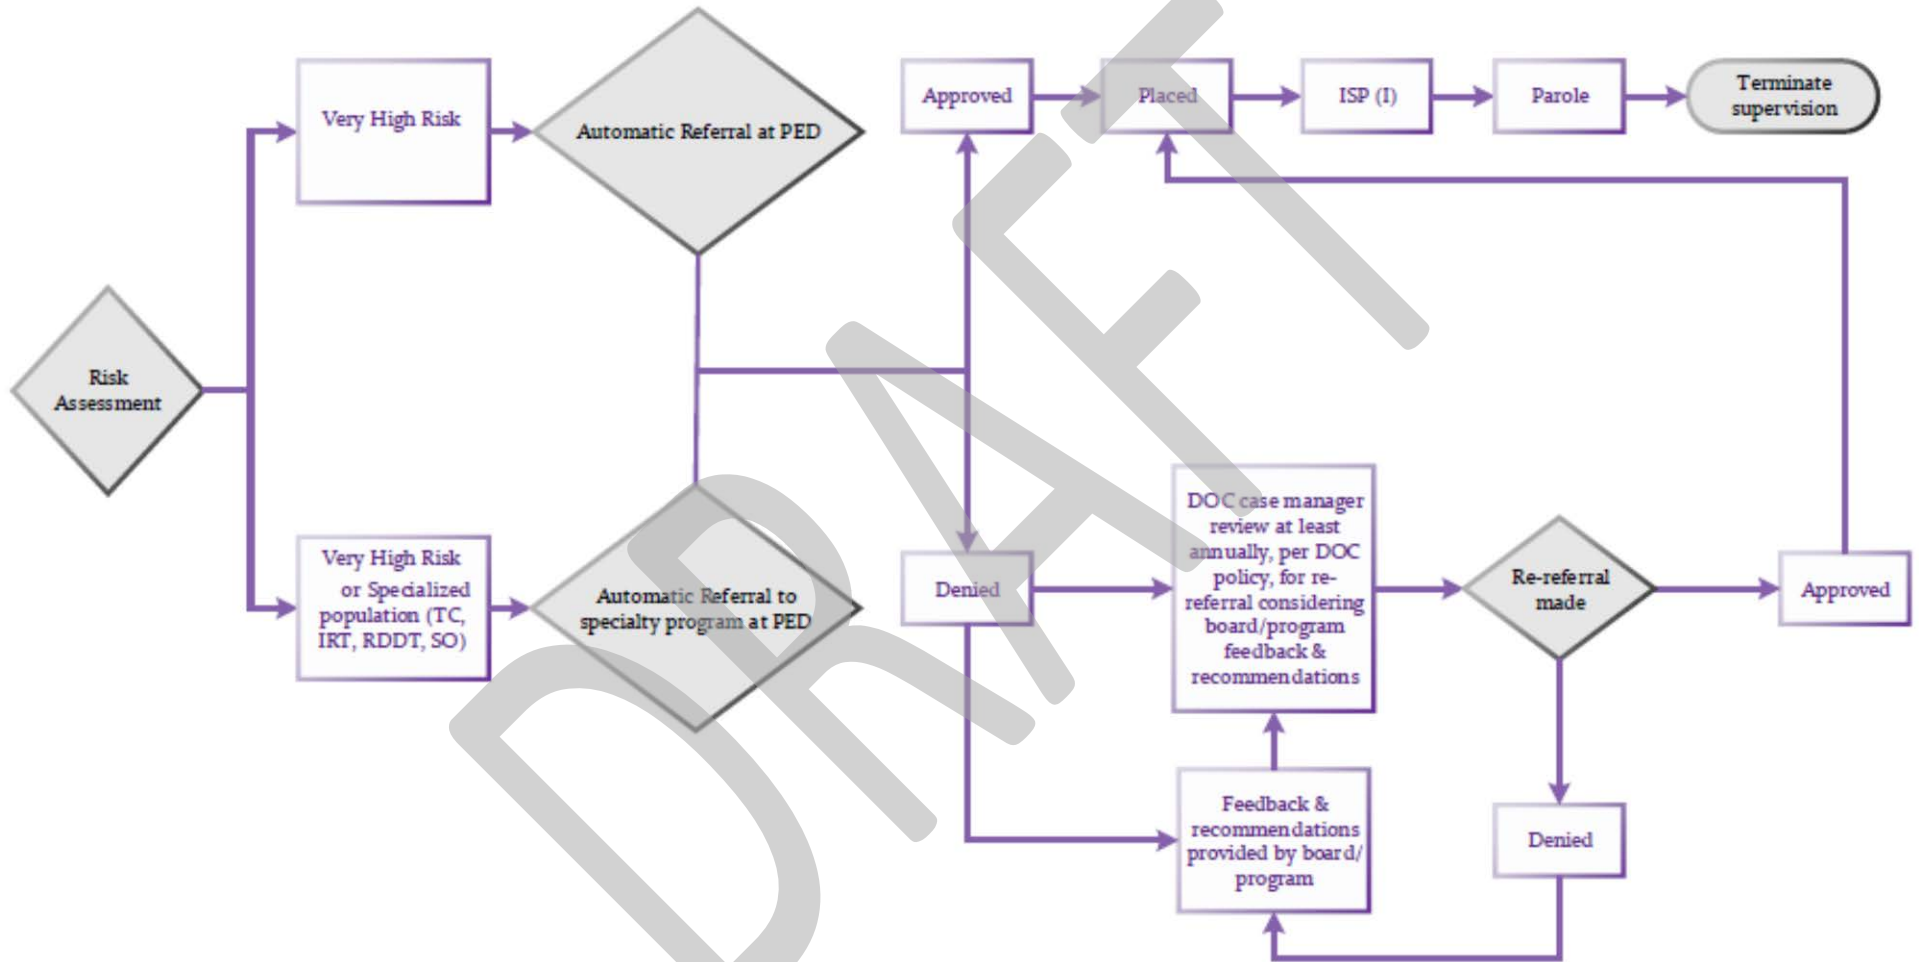 Very High Risk
Automatic Referral at PED
Approved
Placed
ISP (I)
Parole
Terminate
supervision
Risk
Assessment
Very High Risk
or Specialized
population (TC,
IRT, RDDT, SO)
Automatic Referral to
specialty program at PED
Denied
DOC case manager
review at least
annually, per DOC
policy, for re-
referral considering
board/program
feedback &
recommendations
Re-referral
made
Approved
Feedback &
recommendations
provided by board/
program
Denied
DRAFT